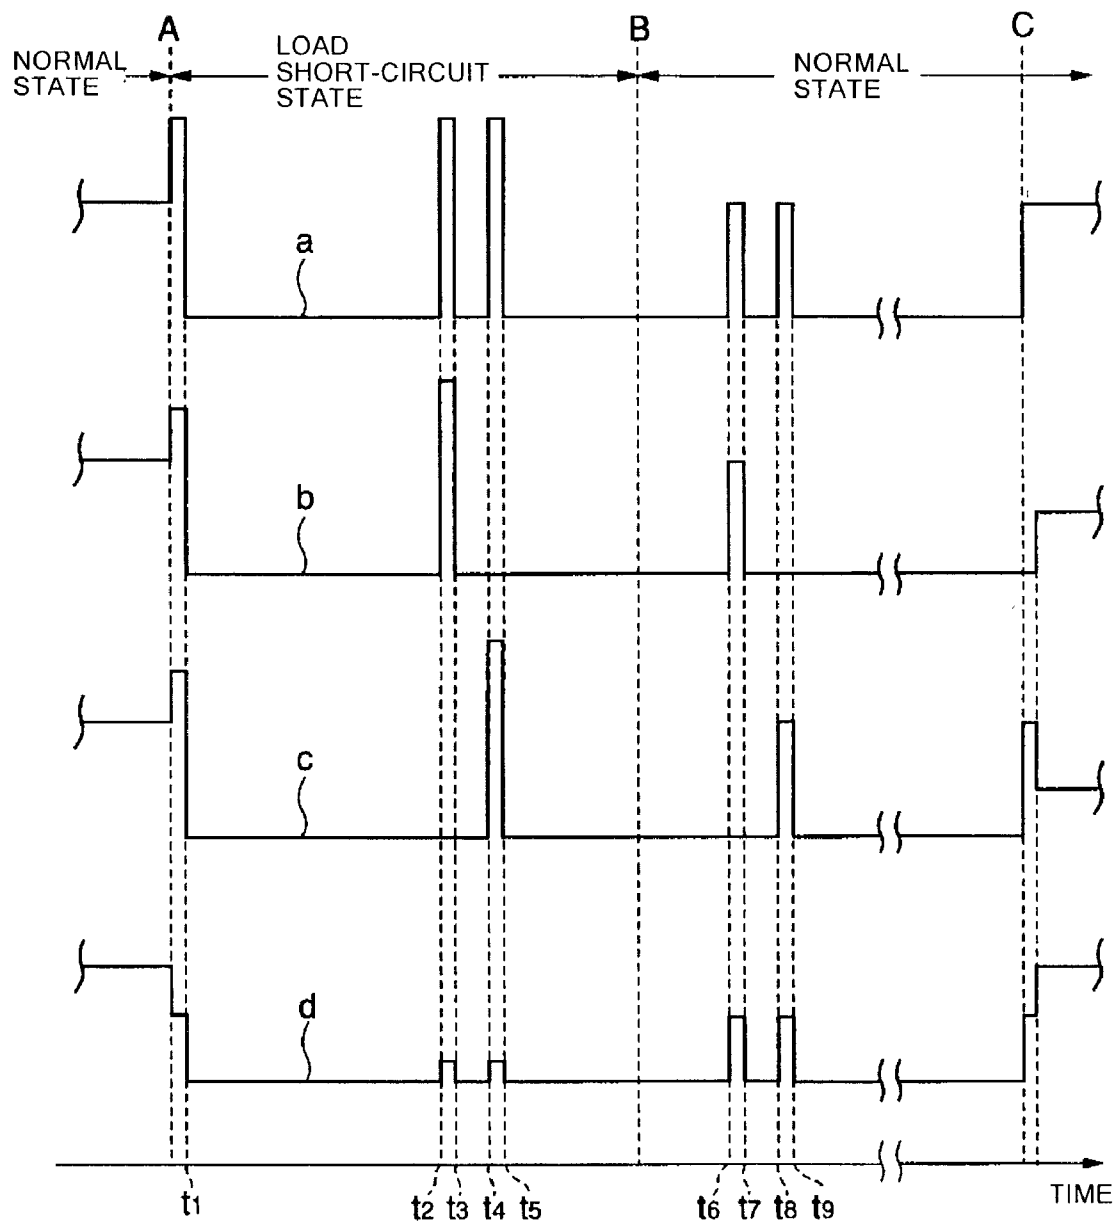 A
B
C
NORMAL
STATE
LOAD
SHORT-CIRCUIT
STATE
NORMAL
STATE
a
b
c
d
t1
t2
t3
t4
t5
t6
t7
t8
t9
TIME